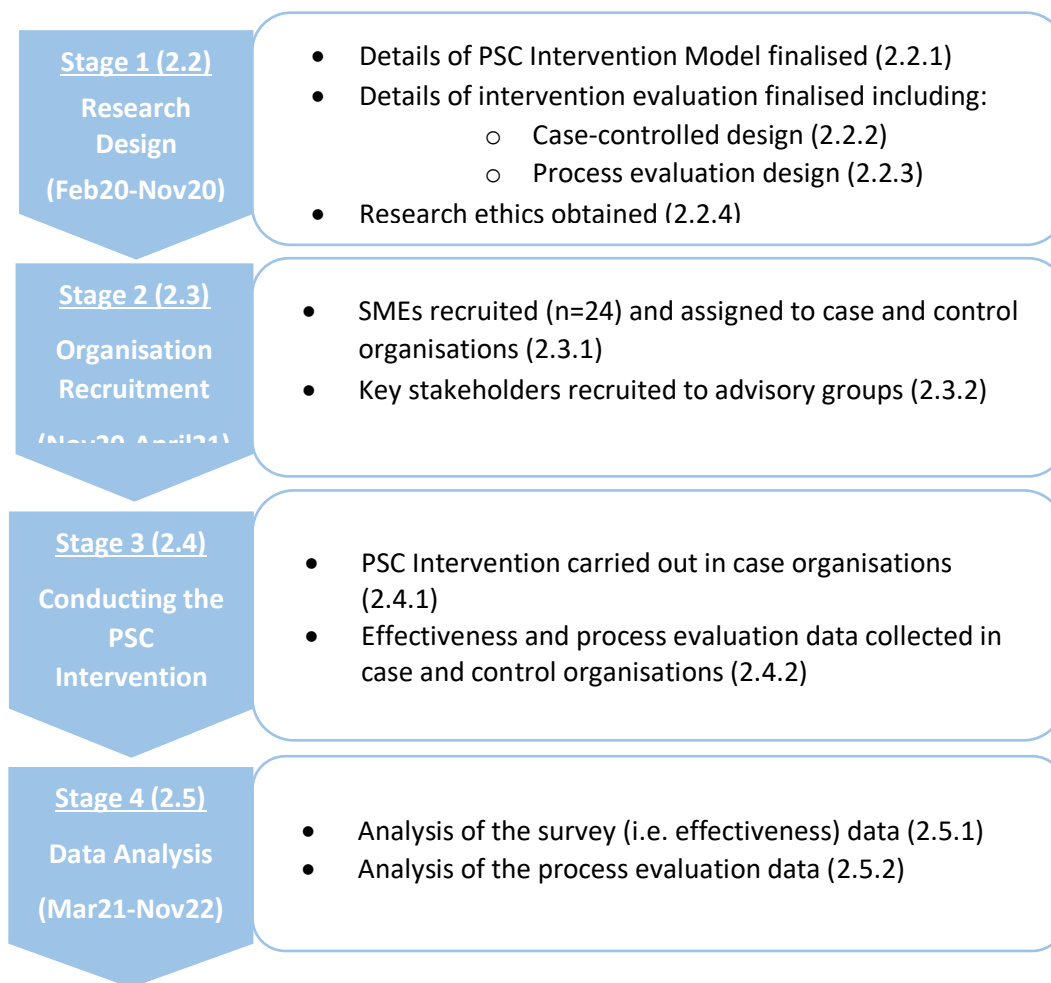 Stage 1 (2.2)
Research
Design
(Feb20-Nov20)
• Details of PSC Intervention Model finalised (2.2.1)
• Details of intervention evaluation finalised including:
o Case-controlled design (2.2.2)
o Process evaluation design (2.2.3)
• Research ethics obtained (2.2.4)
Stage 2 (2.3)
Organisation
Recruitment
(Nov20-April21)
• SMEs recruited (n=24) and assigned to case and control
organisations (2.3.1)
• Key stakeholders recruited to advisory groups (2.3.2)
Stage 3 (2.4)
Conducting the
PSC
Intervention
• PSC Intervention carried out in case organisations
(2.4.1)
• Effectiveness and process evaluation data collected in
case and control organisations (2.4.2)
Stage 4 (2.5)
Data Analysis
(Mar21-Nov22)
• Analysis of the survey (i.e. effectiveness) data (2.5.1)
• Analysis of the process evaluation data (2.5.2)